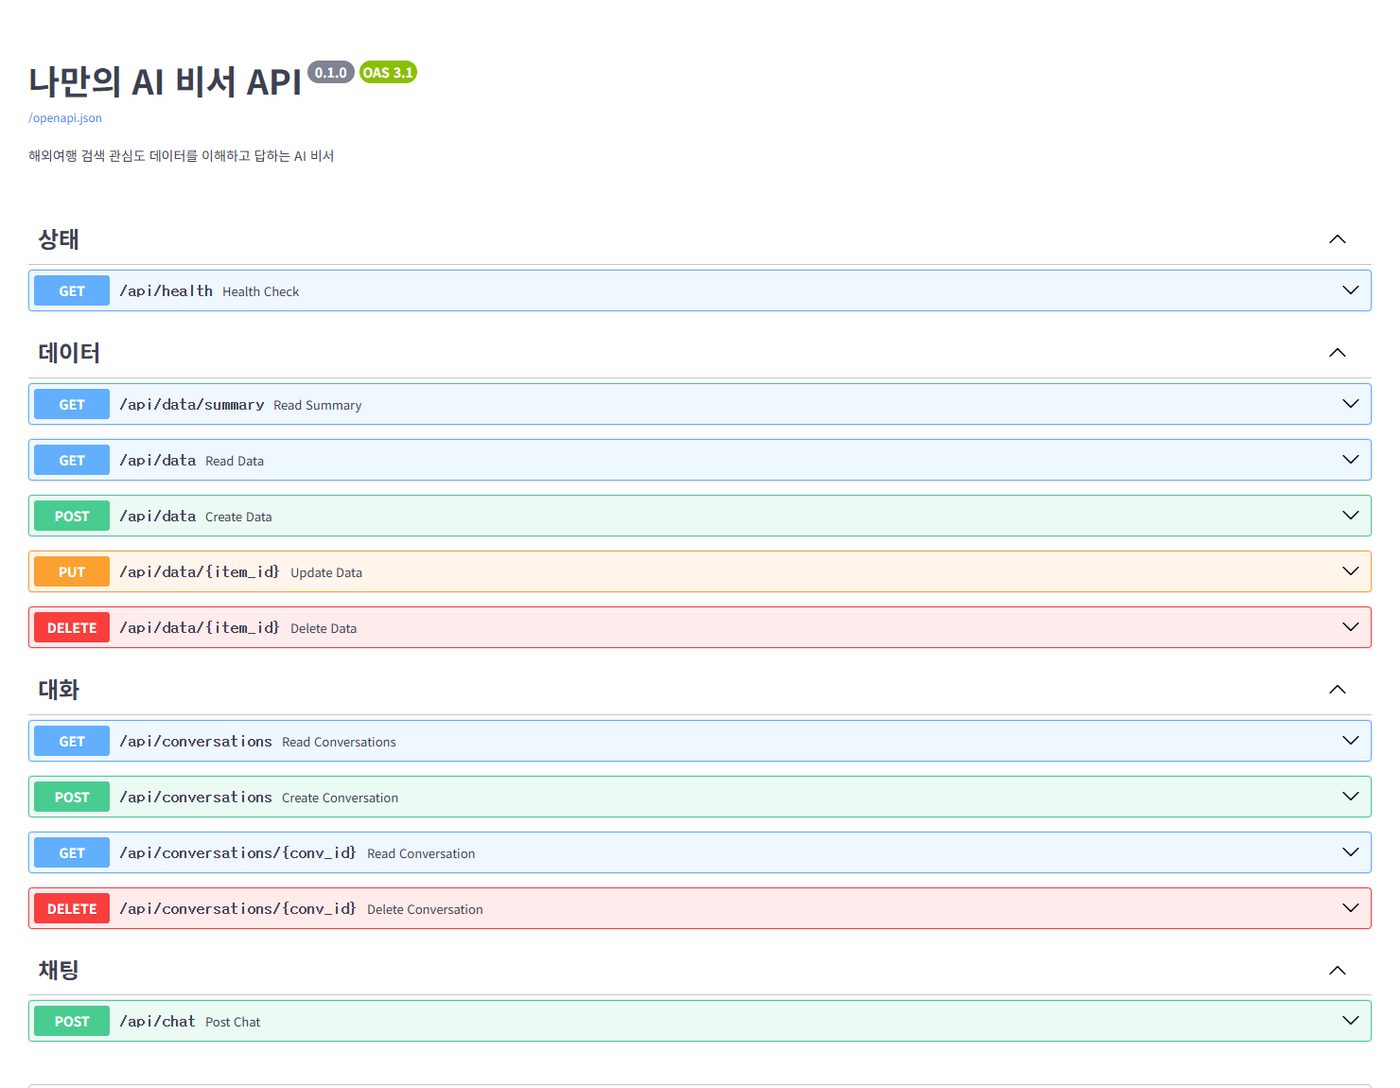 나만의 AI 비서 API 0.1.0 OAS 3.1
/openapi.json
해외여행 검색 관심도 데이터를 이해하고 답하는 AI 비서
상태
GET /api/health Health Check
데이터
GET /api/data/summary Read Summary
GET /api/data Read Data
POST /api/data Create Data
PUT /api/data/{item_id} Update Data
DELETE /api/data/{item_id} Delete Data
대화
GET /api/conversations Read Conversations
POST /api/conversations Create Conversation
GET /api/conversations/{conv_id} Read Conversation
DELETE /api/conversations/{conv_id} Delete Conversation
채팅
POST /api/chat Post Chat